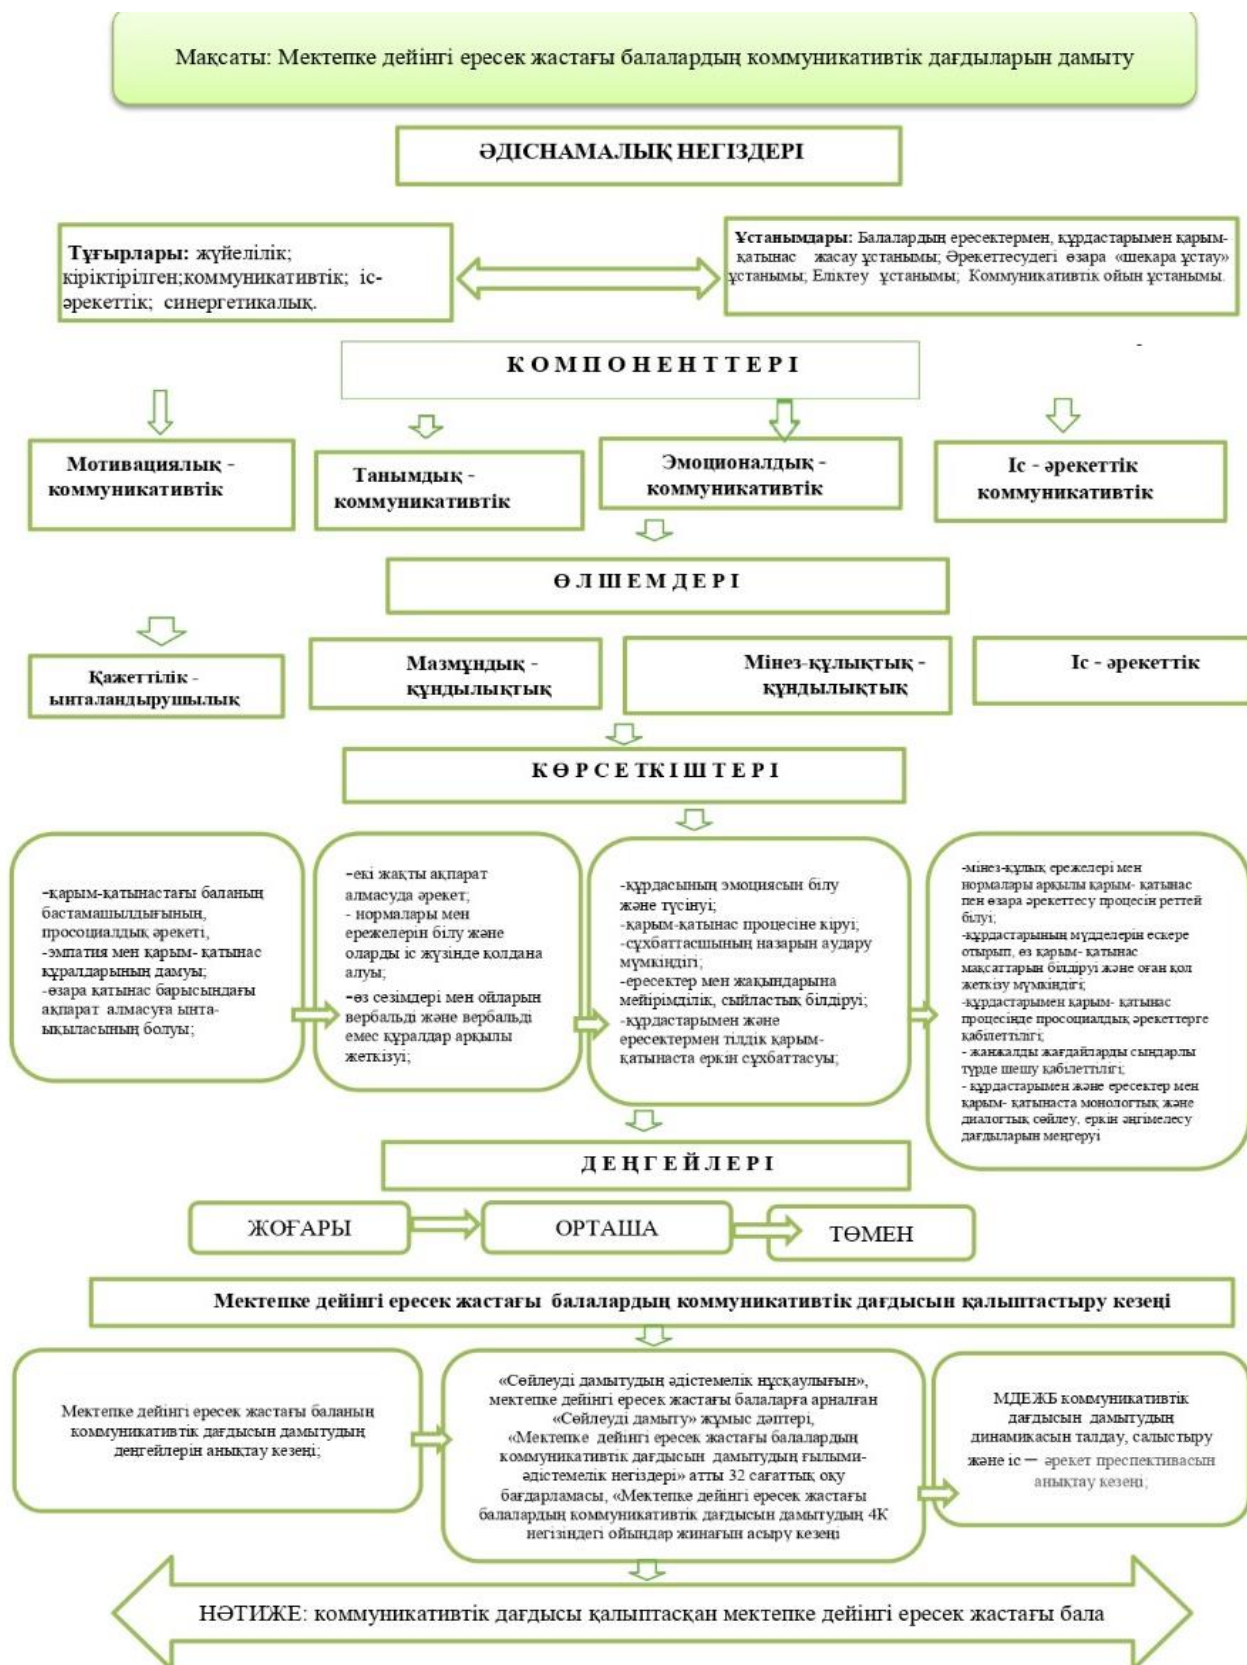 Мақсаты: Мектепке дейінгі ересек жастағы балалардың коммуникативтік дағдыларын дамыту
ӘДІСНАМАЛЫҚ НЕГІЗДЕРІ
Тұғырлары: жүйелілік;
кіріктірілген;коммуникативтік; іс-
әрекеттік; синергетикалық.
Ұстанымдары: Балалардың ересектермен, құрдастарымен қарым-
қатынас жасау ұстанымы; Әрекеттесудегі өзара «шекара ұстау»
ұстанымы; Еліктеу ұстанымы; Коммуникативтік ойын ұстанымы.
К О М П О Н Е Н Т Т Е Р І
Мотивациялық -
коммуникативтік
Танымдық -
коммуникативтік
Эмоционалдық -
коммуникативтік
Іс - әрекеттік
коммуникативтік
Ө Л Ш Е М Д Е Р І
Қажеттілік -
ынталандырушылық
Мазмұндық -
құндылықтық
Мінез-құлықтық -
құндылықтық
Іс - әрекеттік
К Ө Р С Е Т К І Ш Т Е Р І
-қарым-қатынастағы баланың
бастамашылдығының,
просоциалдық әрекеті,
-эмпатия мен қарым- қатынас
құралдарының дамуы;
-өзара қатынас барысындағы
ақпарат алмасуға ынта-
ықыласының болуы;
-екі жақты ақпарат
алмасуда әрекет;
- нормалары мен
ережелерін білу және
оларды іс жүзінде қолдана
алуы;
-өз сезімдері мен ойларын
вербальді және вербальді
емес құралдар арқылы
жеткізуі;
-құрдасының эмоциясын білу
және түсінуі;
-қарым-қатынас процесіне кіруі;
-сұхбаттасшының назарын аудару
мүмкіндігі;
-ересектер мен жақындарына
мейірімділік, сыйластық білдіруі;
-құрдастарымен және
ересектермен тілдік қарым-
қатынаста еркін сұхбаттасуы;
-мінез-құлық ережелері мен
нормалары арқылы қарым- қатынас
пен өзара әрекеттесу процесін реттей
білуі;
-құрдастарының мүдделерін ескере
отырып, өз қарым- қатынас
мақсаттарын білдіруі және оған қол
жеткізу мүмкіндігі;
-құрдастарымен қарым- қатынас
процесінде просоциалдық әрекеттерге
қабілеттілігі;
- жанжалды жағдайларды сындарлы
түрде шешу қабілеттілігі;
- құрдастарымен және ересектер мен
қарым- қатынаста монологтық және
диалогтық сөйлеу, еркін әңгімелесу
дағдыларын меңгеруі
Д Е Ң Г Е Й Л Е Р І
ЖОҒАРЫ
ОРТАША
ТӨМЕН
Мектепке дейінгі ересек жастағы балалардың коммуникативтік дағдысын қалыптастыру кезеңі
Мектепке дейінгі ересек жастағы баланың
коммуникативтік дағдысын дамытудың
деңгейлерін анықтау кезеңі;
«Сөйлеуді дамытудың әдістемелік нұсқаулығын»,
мектепке дейінгі ересек жастағы балаларға арналған
«Сөйлеуді дамыту» жұмыс дәптері,
«Мектепке дейінгі ересек жастағы балалардың
коммуникативтік дағдысын дамытудың ғылыми-
әдістемелік негіздері» атты 32 сағаттық оқу
бағдарламасы, «Мектепке дейінгі ересек жастағы
балалардың коммуникативтік дағдысын дамытудың 4К
негізіндегі ойындар жинағын асыру кезеңі
МДЕЖБ коммуникативтік
дағдысын дамытудың
динамикасын талдау, салыстыру
және іс — әрекет преспективасын
анықтау кезеңі;
НӘТИЖЕ: коммуникативтік дағдысы қалыптасқан мектепке дейінгі ересек жастағы бала